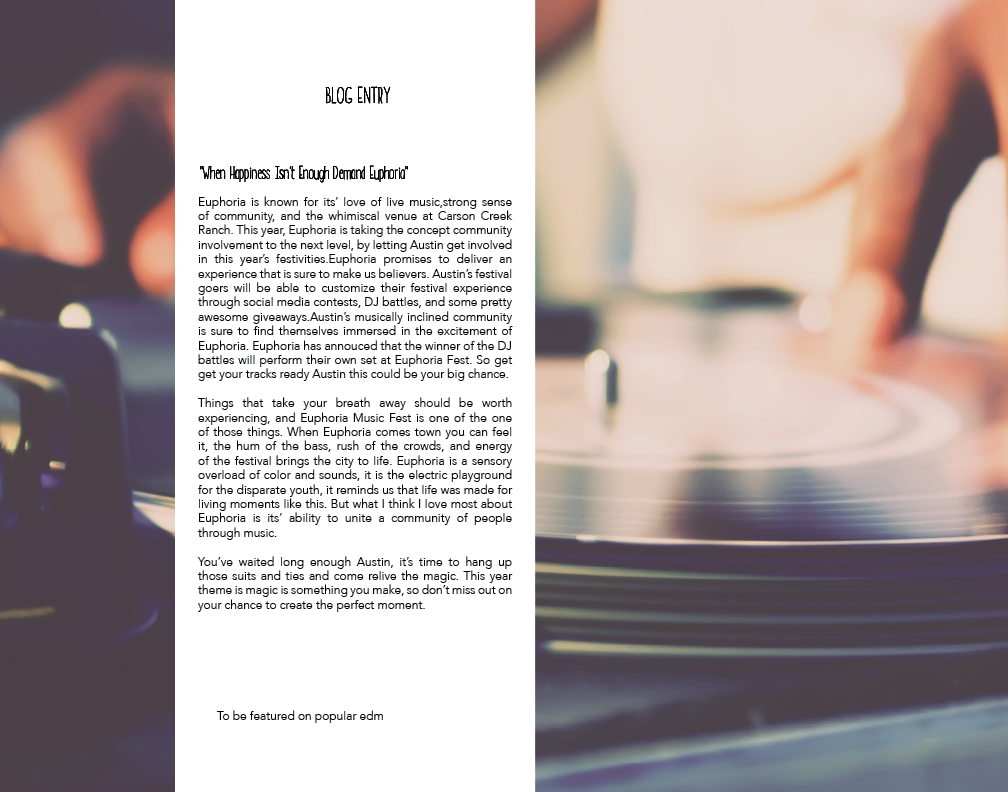 BLOG ENTRY
"When Happiness Isn't Enough Demand Euphoria"
Euphoria is known for its' love of live music,strong sense
of community, and the whimiscal venue at Carson Creek
Ranch. This year, Euphoria is taking the concept community
involvement to the next level, by letting Austin get involved
in this year's festivities.Euphoria promises to deliver an
experience that is sure to make us believers. Austin's festival
goers will be able to customize their festival experience
through social media contests, DJ battles, and some pretty
awesome giveaways.Austin's musically inclined community
is sure to find themselves immersed in the excitement of
Euphoria. Euphoria has annouced that the winner of the DJ
battles will perform their own set at Euphoria Fest. So get
get your tracks ready Austin this could be your big chance.
Things that take your breath away should be worth
experiencing, and Euphoria Music Fest is one of the one
of those things. When Euphoria comes town you can feel
it, the hum of the bass, rush of the crowds, and energy
of the festival brings the city to life. Euphoria is a sensory
overload of color and sounds, it is the electric playground
for the disparate youth, it reminds us that life was made for
living moments like this. But what I think I love most about
Euphoria is its' ability to unite a community of people
through music.
You've waited long enough Austin, it's time to hang up
those suits and ties and come relive the magic. This year
theme is magic is something you make, so don't miss out on
your chance to create the perfect moment.
To be featured on popular edm